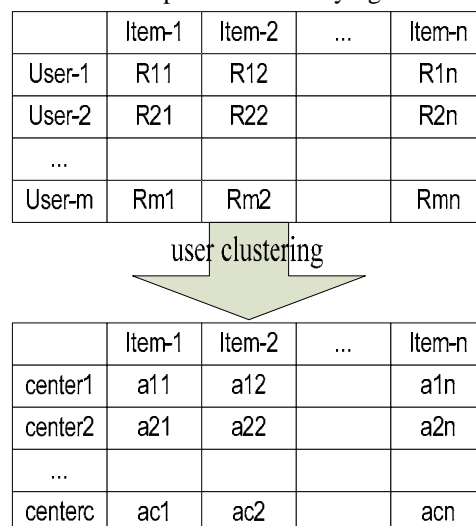 Item-1 Item-2 ... Item-n
User-1 R11 R12 R1n
User-2 R21 R22 R2n
...
User-m Rm1 Rm2 Rmn
user clustering
Item-1 Item-2 ... Item-n
center1 a11 a12 a1n
center2 a21 a22 a2n
...
centerc ac1 ac2 acn